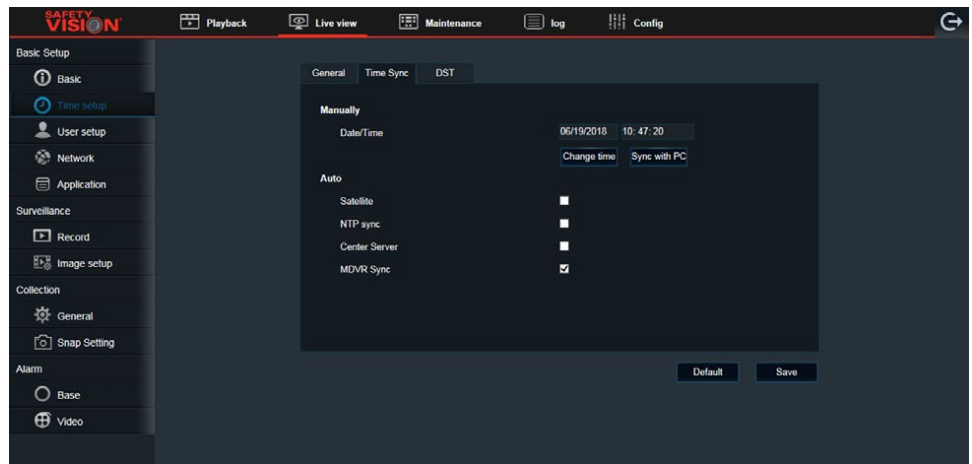 SAFETY
VISION
Playback
Live view
Maintenance
log
Config
Basic Setup
Basic
Time setup
User setup
Network
Application
Surveillance
Record
Image setup
Collection
General
Snap Setting
Alarm
Base
Video
General
Time Sync
DST
Manually
Date/Time
06/19/2018
10: 47: 20
Change time
Sync with PC
Auto
Satellite
NTP sync
Center Server
MDVR Sync
Default
Save